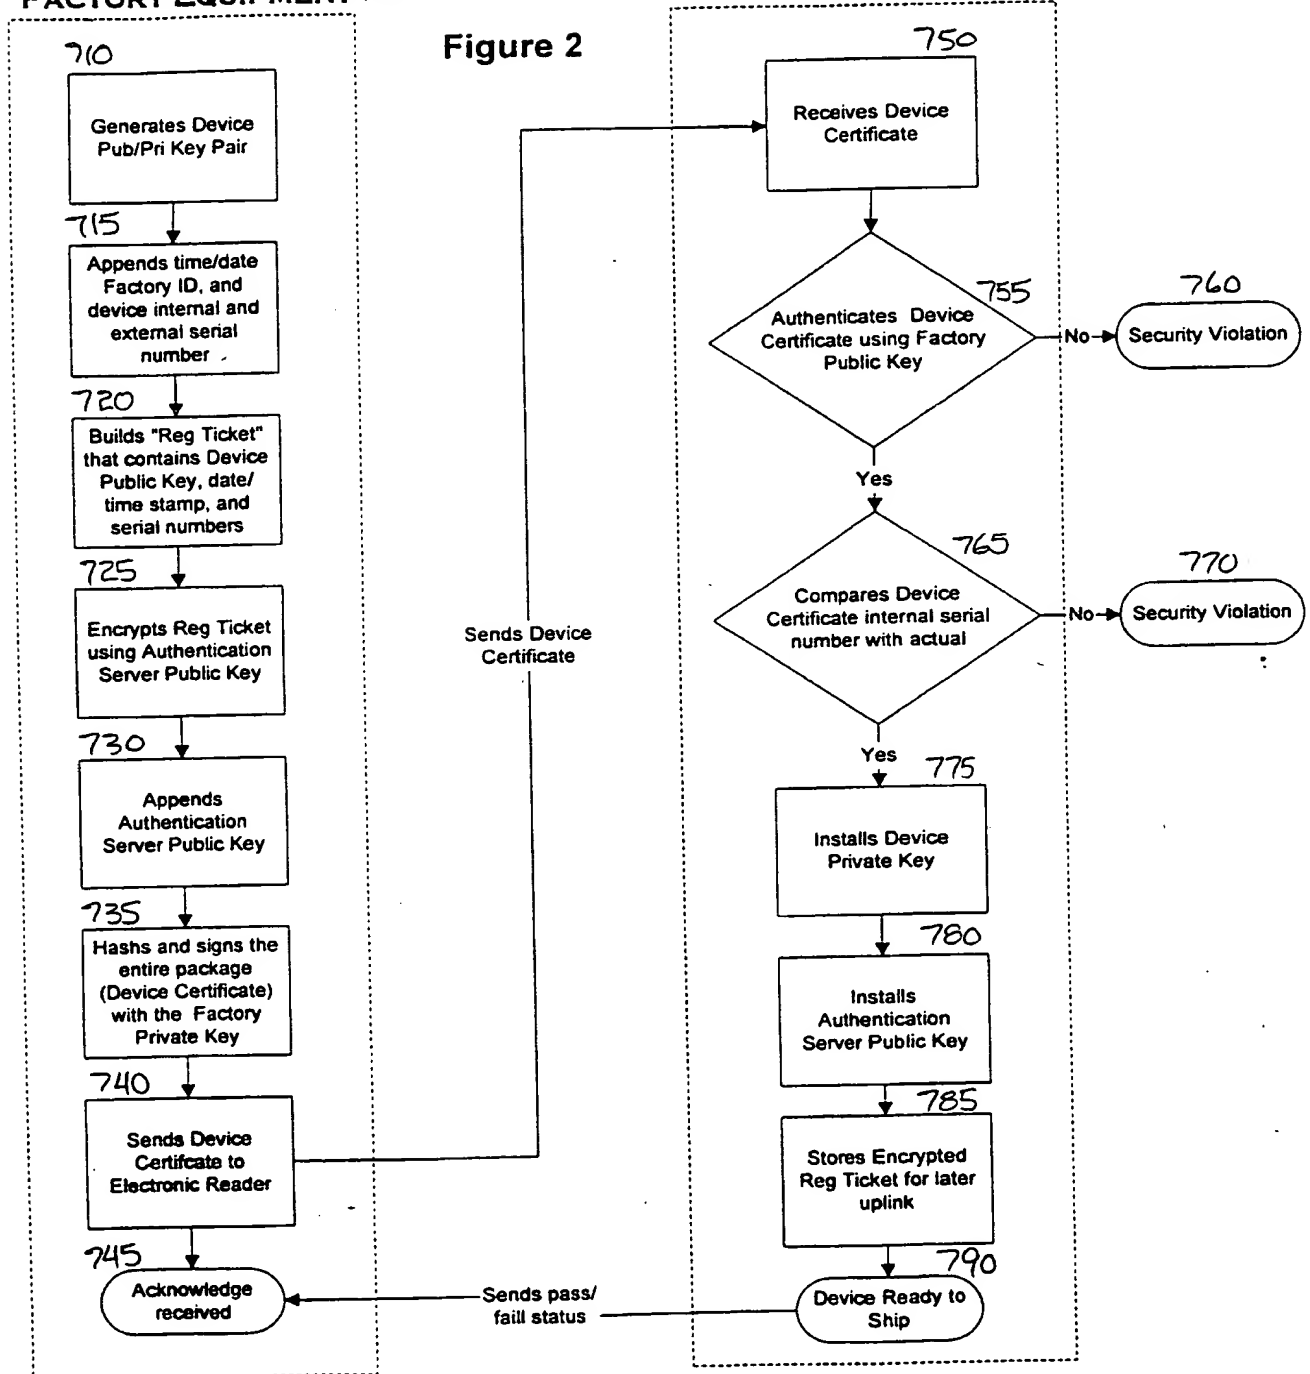 FACTORY EQUIPMENT
Figure 2
710
Generates Device
Pub/Pri Key Pair
715
Appends time/date
Factory ID, and
device internal and
external serial
number
720
Builds "Reg Ticket"
that contains Device
Public Key, date/
time stamp, and
serial numbers
725
Encrypts Reg Ticket
using Authentication
Server Public Key
730
Appends
Authentication
Server Public Key
735
Hashs and signs the
entire package
(Device Certificate)
with the Factory
Private Key
740
Sends Device
Certifcate to
Electronic Reader
745
Acknowledge
received
Sends Device
Certificate
Sends pass/
faill status
750
Receives Device
Certificate
755
Authenticates Device
Certificate using Factory
Public Key
No
760
Security Violation
Yes
765
Compares Device
Certificate internal serial
number with actual
No
770
Security Violation
Yes
775
Installs Device
Private Key
780
Installs
Authentication
Server Public Key
785
Stores Encrypted
Reg Ticket for later
uplink
790
Device Ready to
Ship